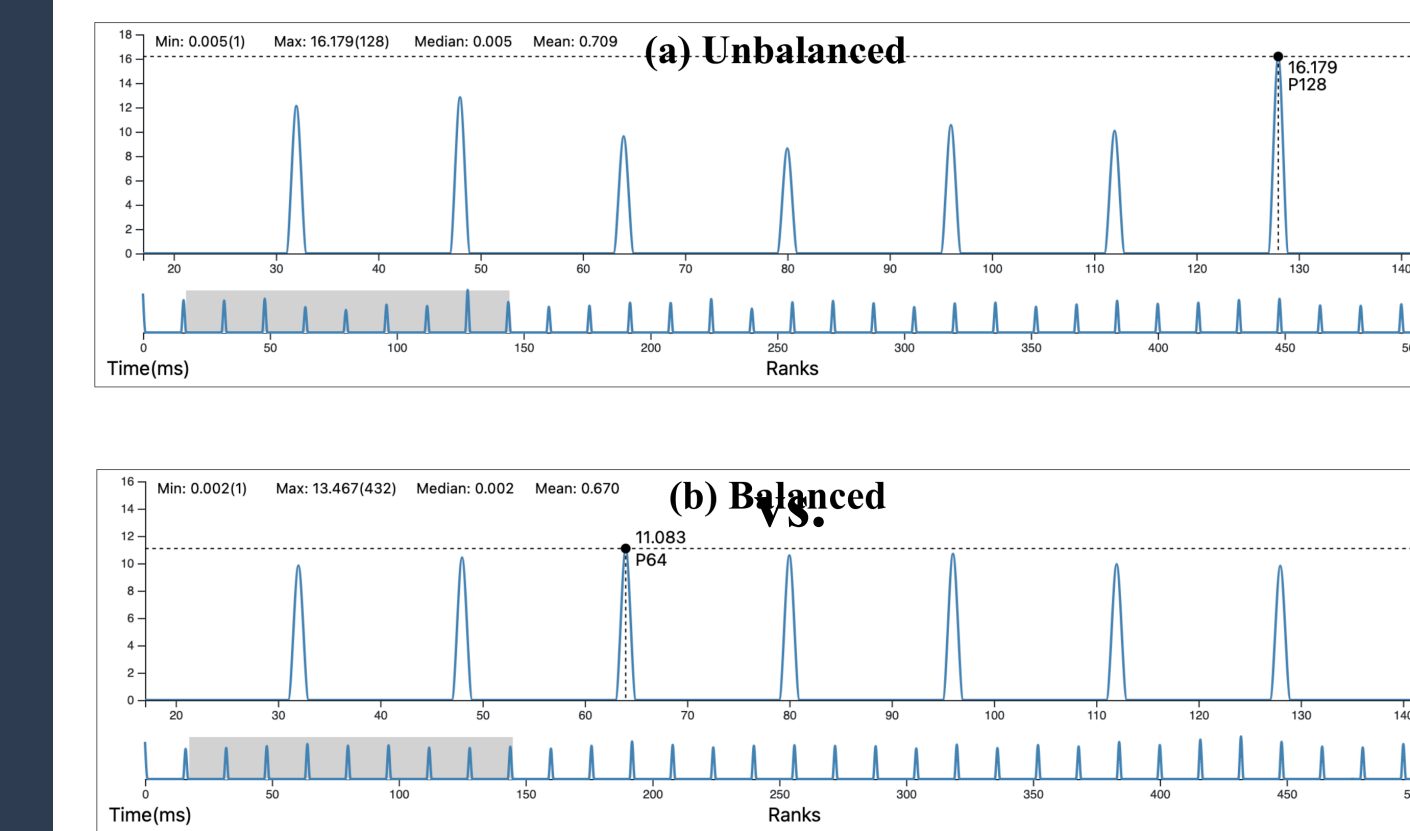 18
Min: 0.005(1) Max: 16.179(128) Median: 0.005 Mean: 0.709
(a) Unbalanced
16
16.179
P128
14
12
10
8
6
4
2
0
20 30 40 50 60 70 80 90 100 110 120 130 140
0 50 100 150 200 250 300 350 400 450
Time(ms) Ranks
16
Min: 0.002(1) Max: 13.467(432) Median: 0.002 Mean: 0.670
(b) Balanced
vs.
14
12
11.083
P64
10
8
6
4
2
0
20 30 40 50 60 70 80 90 100 110 120 130
0 50 100 150 200 250 300 350 400 450
Time(ms) Ranks